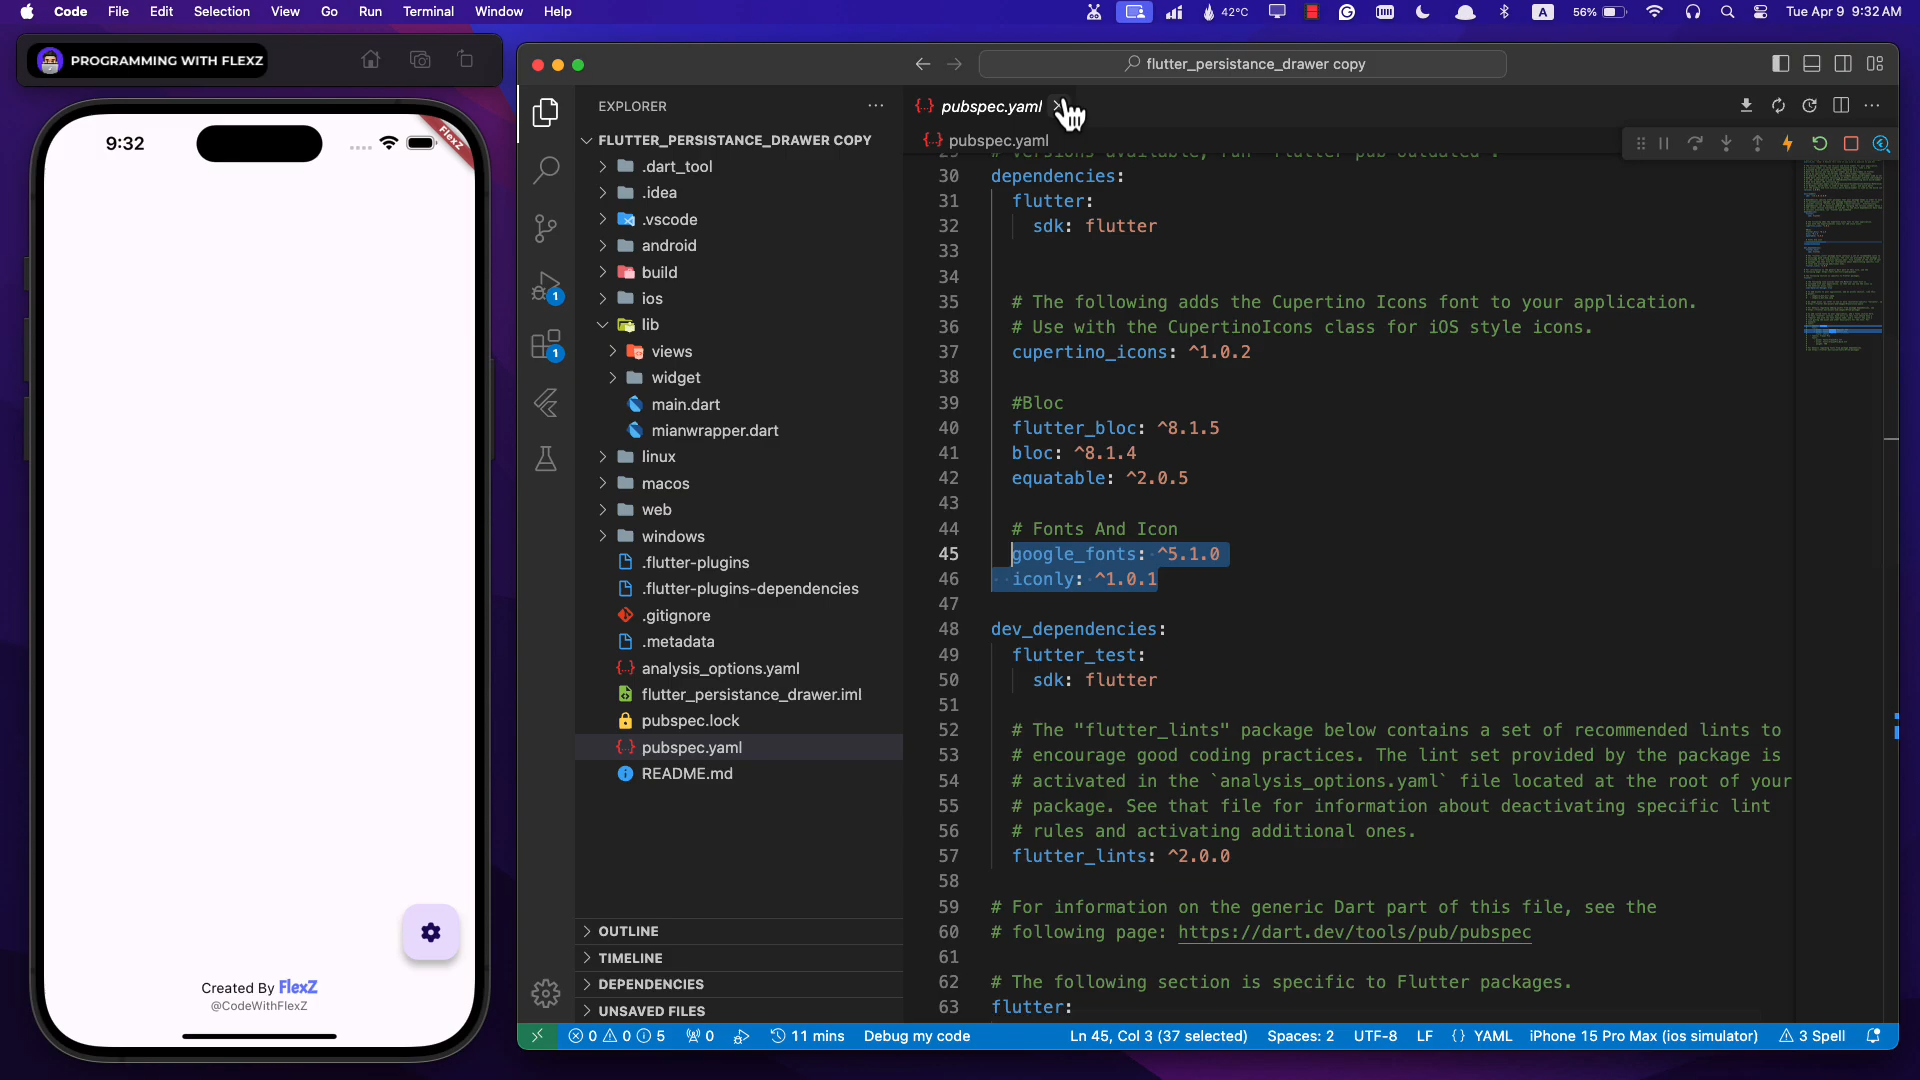 Code File Edit Selection View Go Run Terminal Window Help
42°C A 56% Tue Apr 9 9:32 AM
PROGRAMMING WITH FLEXZ
9:32
FlexZ
Created By FlexZ
@CodeWithFlexZ
flutter_persistance_drawer copy
EXPLORER
FLUTTER_PERSISTANCE_DRAWER COPY
.dart_tool
.idea
.vscode
android
build
ios
lib
views
widget
main.dart
mianwrapper.dart
linux
macos
web
windows
.flutter-plugins
.flutter-plugins-dependencies
.gitignore
.metadata
analysis_options.yaml
flutter_persistance_drawer.iml
pubspec.lock
pubspec.yaml
README.md
OUTLINE
TIMELINE
DEPENDENCIES
UNSAVED FILES
1
1
pubspec.yaml
pubspec.yaml
29 # versions available, run `flutter pub outdated`.
30 dependencies:
31 flutter:
32 sdk: flutter
33
34
35 # The following adds the Cupertino Icons font to your application.
36 # Use with the CupertinoIcons class for iOS style icons.
37 cupertino_icons: ^1.0.2
38
39 #Bloc
40 flutter_bloc: ^8.1.5
41 bloc: ^8.1.4
42 equatable: ^2.0.5
43
44 # Fonts And Icon
45 google_fonts: ^5.1.0
46 iconly: ^1.0.1
47
48 dev_dependencies:
49 flutter_test:
50 sdk: flutter
51
52 # The "flutter_lints" package below contains a set of recommended lints to
53 # encourage good coding practices. The lint set provided by the package is
54 # activated in the `analysis_options.yaml` file located at the root of your
55 # package. See that file for information about deactivating specific lint
56 # rules and activating additional ones.
57 flutter_lints: ^2.0.0
58
59 # For information on the generic Dart part of this file, see the
60 # following page: https://dart.dev/tools/pub/pubspec
61
62 # The following section is specific to Flutter packages.
63 flutter:
0 0 5 0 11 mins Debug my code Ln 45, Col 3 (37 selected) Spaces: 2 UTF-8 LF {} YAML iPhone 15 Pro Max (ios simulator) 3 Spell